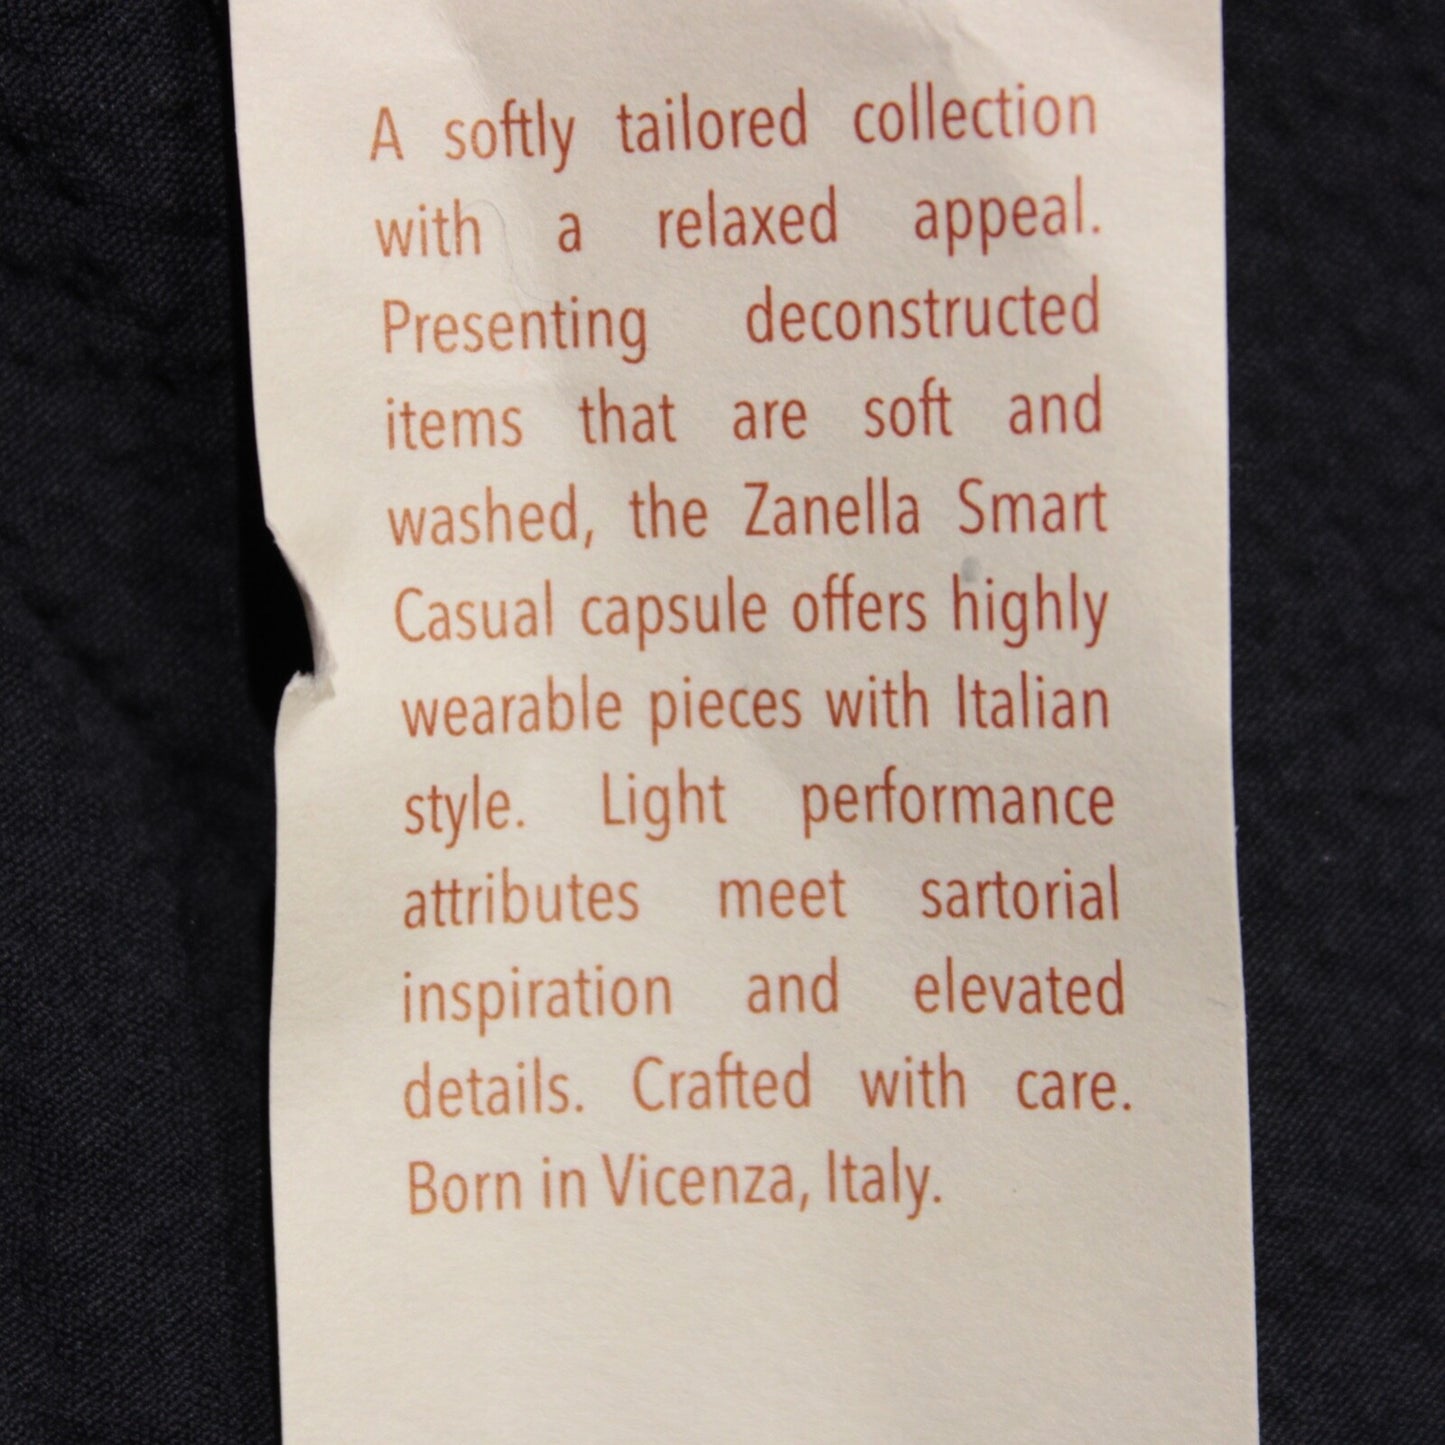 A softly tailored collection
with a relaxed appeal.
Presenting deconstructed
items that are soft and
washed, the Zanella Smart
Casual capsule offers highly
wearable pieces with Italian
style. Light performance
attributes meet sartorial
inspiration and elevated
details. Crafted with care.
Born in Vicenza, Italy.